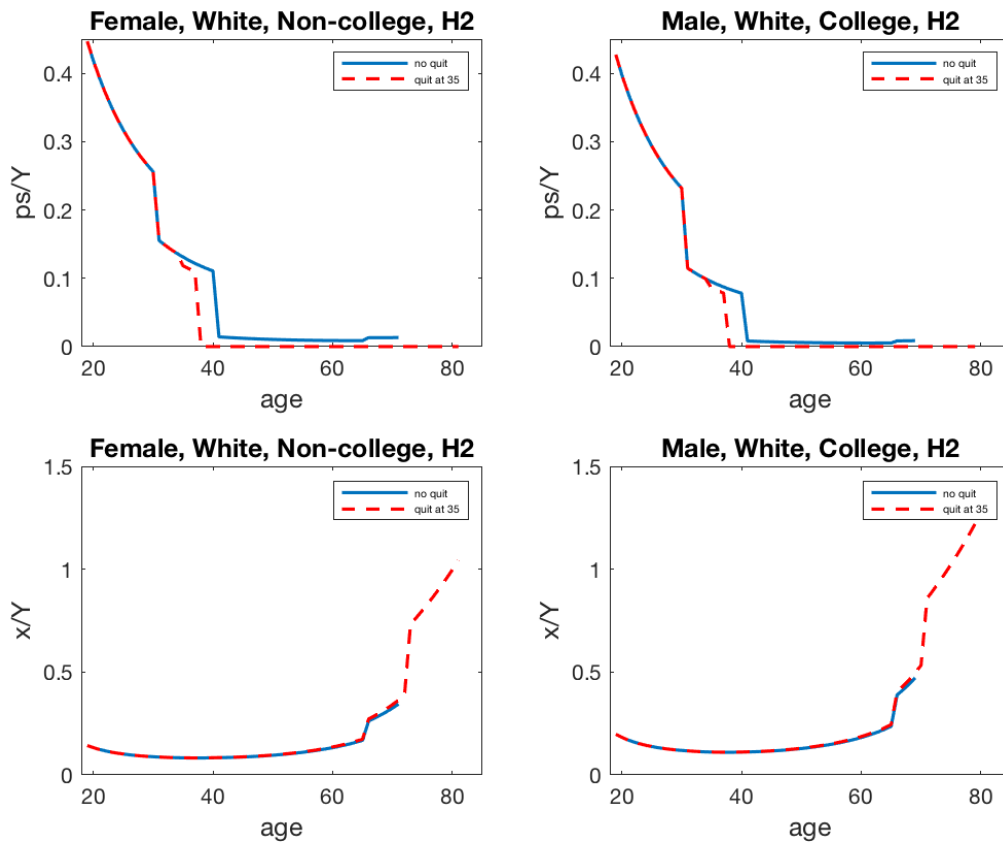 Female, White, Non-college, H2
0.4
0.3
0.2
0.1
0
ps/Y
no quit
quit at 35
20 40 60 80
age
Male, White, College, H2
0.4
0.3
0.2
0.1
0
ps/Y
no quit
quit at 35
20 40 60 80
age
Female, White, Non-college, H2
1.5
1
0.5
0
x/Y
no quit
quit at 35
20 40 60 80
age
Male, White, College, H2
1.5
1
0.5
0
x/Y
no quit
quit at 35
20 40 60 80
age